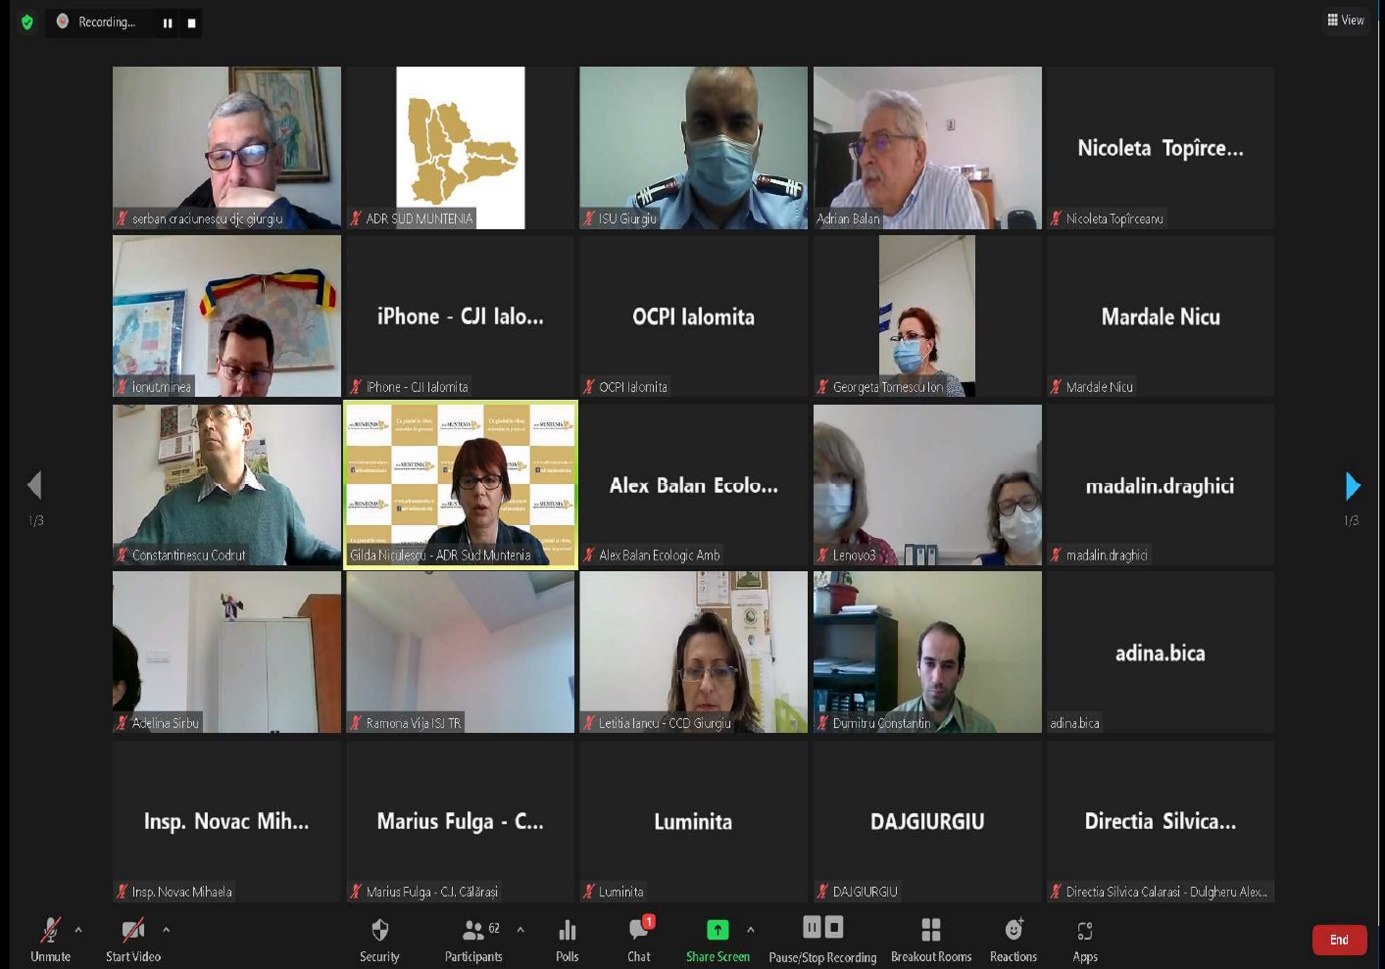 Recording...
View
serban craciunescu djc giurgiu
ADR SUD MUNTENIA
ISU Giurgiu
Adrian Balan
Nicoleta Topîrce...
Nicoleta Topîrceanu
ionut.minea
iPhone - CJI Ialo...
iPhone - CJI Ialomita
OCPI Ialomita
OCPI Ialomita
Georgeta Tomescu Ion
Mardale Nicu
Mardale Nicu
1/3
Constantinescu Codrut
Gilda Niculescu - ADR Sud Muntenia
Alex Balan Ecolo...
Alex Balan Ecologic Amb
Lenovo3
madalin.draghici
madalin.draghici
1/3
Adelina Sirbu
Ramona Vija ISJ TR
Letitia Iancu - CCD Giurgiu
Dumitru Constantin
adina.bica
adina.bica
Insp. Novac Mih...
Insp. Novac Mihaela
Marius Fulga - C...
Marius Fulga - C.J. Călărași
Luminita
Luminita
DAJGIURGIU
DAJGIURGIU
Directia Silvica...
Directia Silvica Calarasi - Dulgheru Alex...
Unmute
Start Video
Security
62
Participants
Polls
1
Chat
Share Screen
Pause/Stop Recording
Breakout Rooms
Reactions
Apps
End